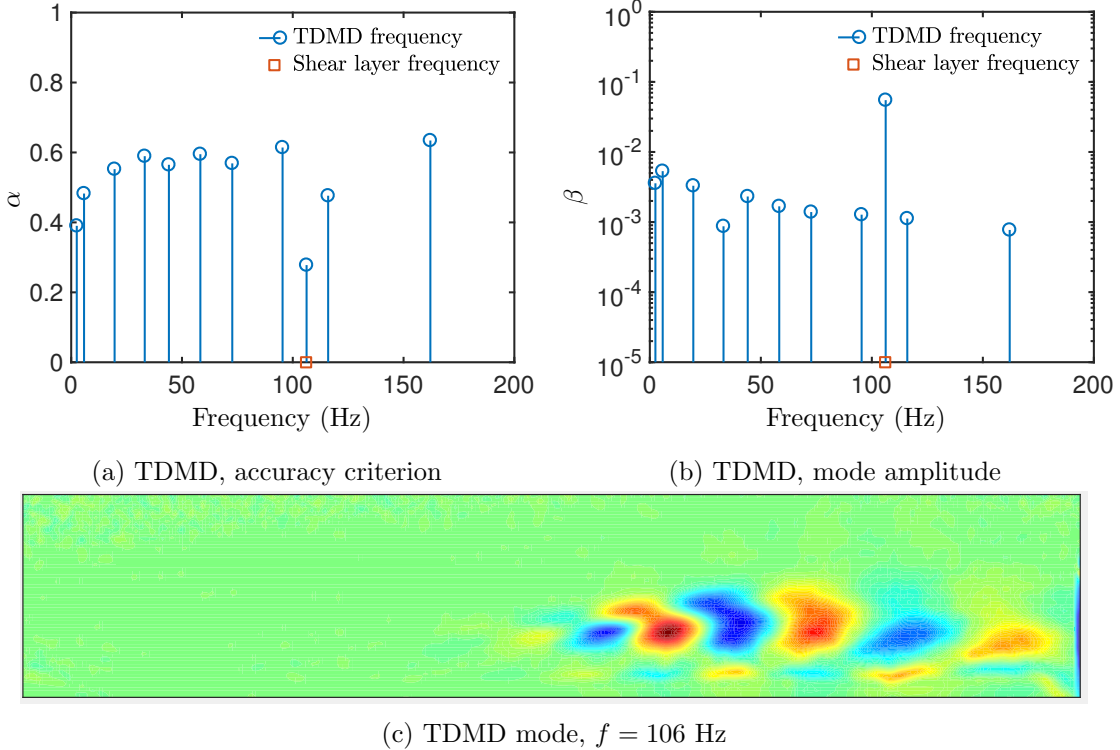 TDMD frequency
Shear layer frequency
1
0.8
0.6
0.4
0.2
0
α
0 50 100 150 200
Frequency (Hz)
(a) TDMD, accuracy criterion
TDMD frequency
Shear layer frequency
10^0
10^-1
10^-2
10^-3
10^-4
10^-5
β
0 50 100 150 200
Frequency (Hz)
(b) TDMD, mode amplitude
(c) TDMD mode, f = 106 Hz